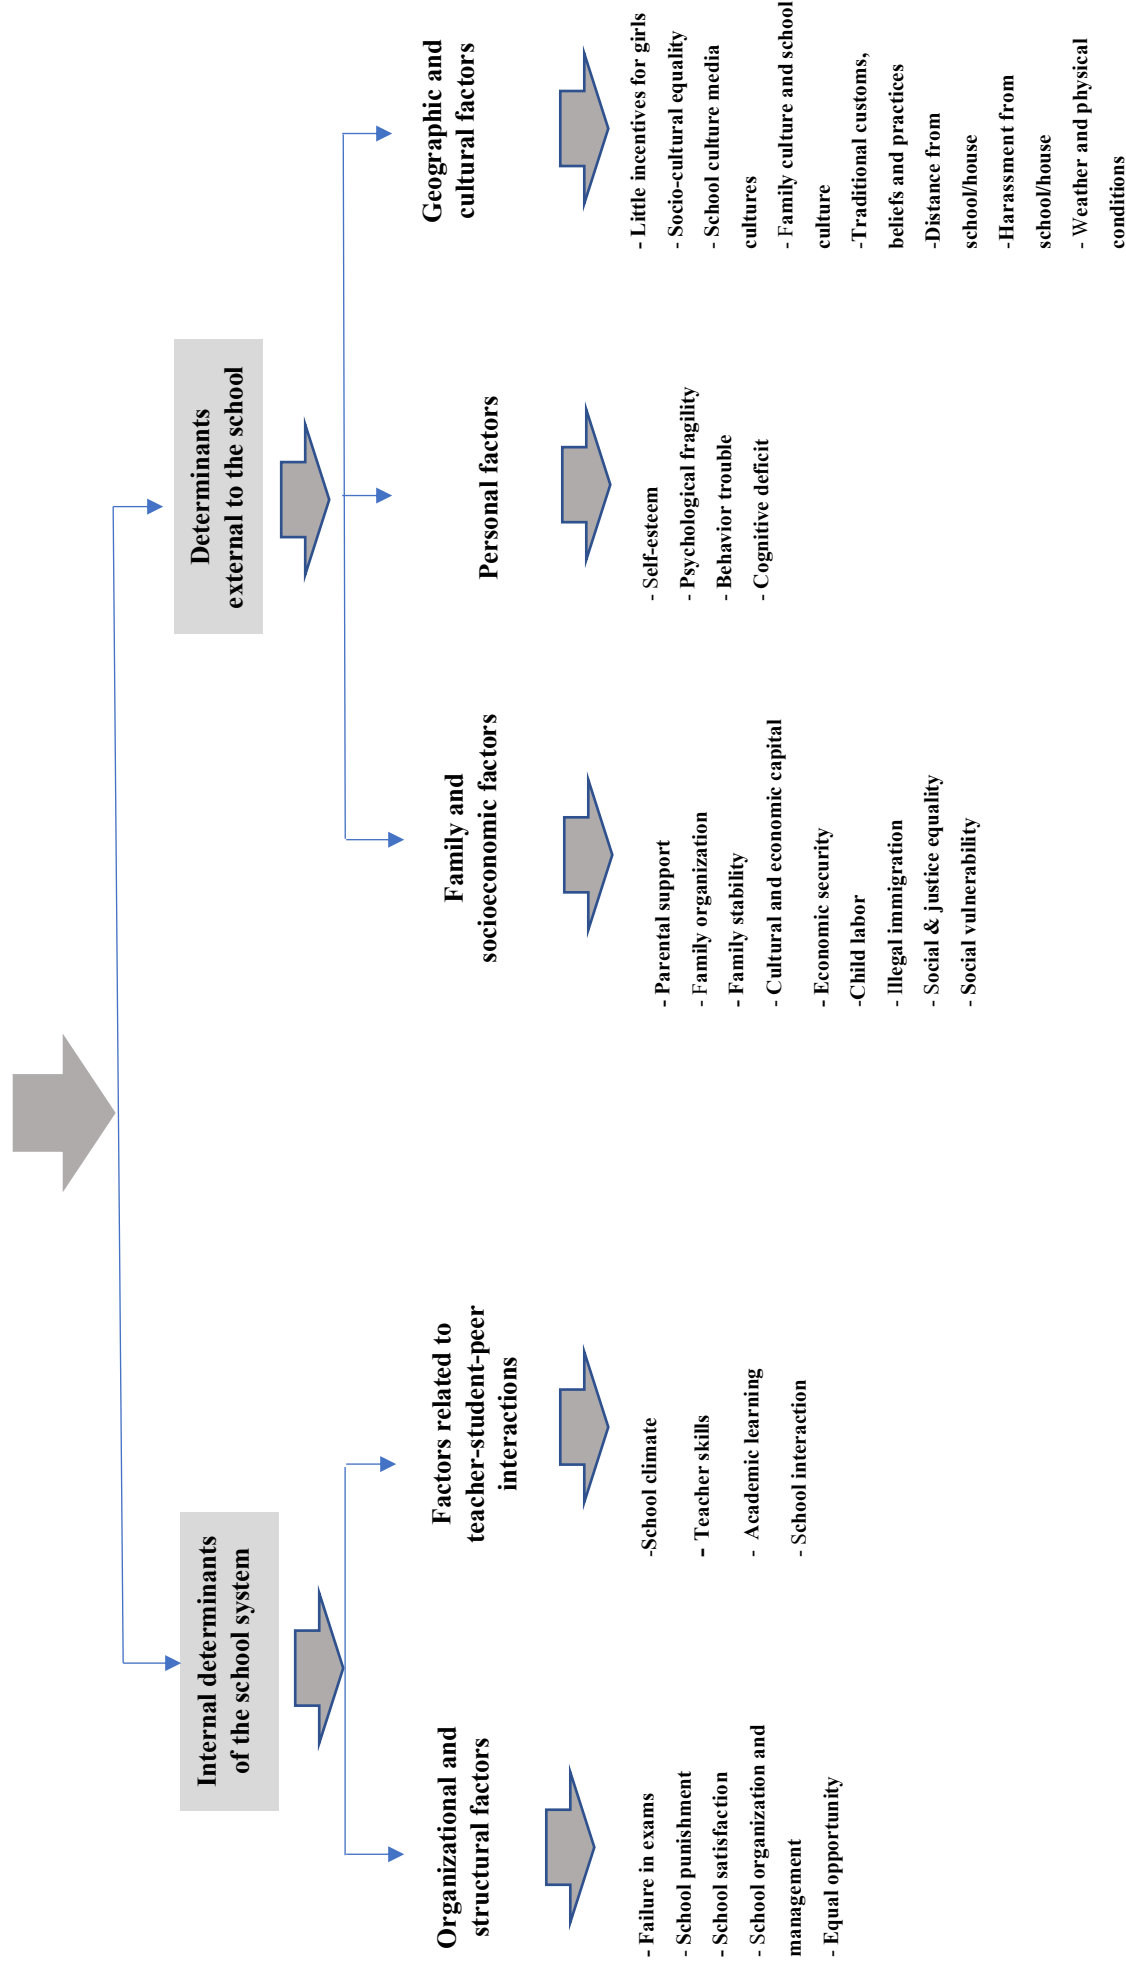 Internal determinants
of the school system
Determinants
external to the school
Organizational and
structural factors
Factors related to
teacher-student-peer
interactions
Family and
socioeconomic factors
Personal factors
Geographic and
cultural factors
- Failure in exams
- School punishment
- School satisfaction
- School organization and
management
- Equal opportunity
-School climate
- Teacher skills
- Academic learning
- School interaction
- Parental support
- Family organization
- Family stability
- Cultural and economic capital
- Economic security
-Child labor
- Illegal immigration
- Social & justice equality
- Social vulnerability
- Self-esteem
- Psychological fragility
- Behavior trouble
- Cognitive deficit
- Little incentives for girls
- Socio-cultural equality
- School culture media
cultures
- Family culture and school
culture
-Traditional customs,
beliefs and practices
-Distance from
school/house
-Harassment from
school/house
- Weather and physical
conditions